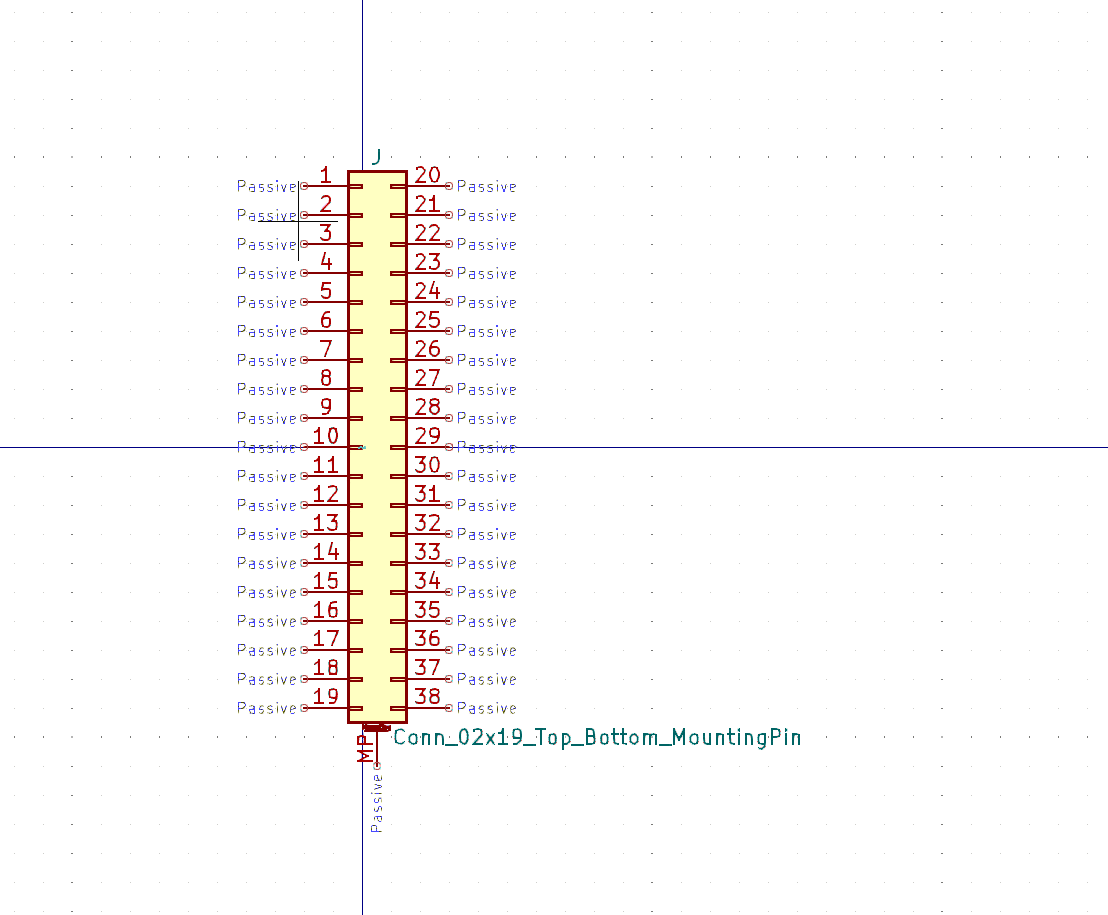 J
Passive 1 20 Passive
Passive 2 21 Passive
Passive 3 22 Passive
Passive 4 23 Passive
Passive 5 24 Passive
Passive 6 25 Passive
Passive 7 26 Passive
Passive 8 27 Passive
Passive 9 28 Passive
Passive 10 29 Passive
Passive 11 30 Passive
Passive 12 31 Passive
Passive 13 32 Passive
Passive 14 33 Passive
Passive 15 34 Passive
Passive 16 35 Passive
Passive 17 36 Passive
Passive 18 37 Passive
Passive 19 38 Passive
MP Conn_02x19_Top_Bottom_MountingPin
Passive